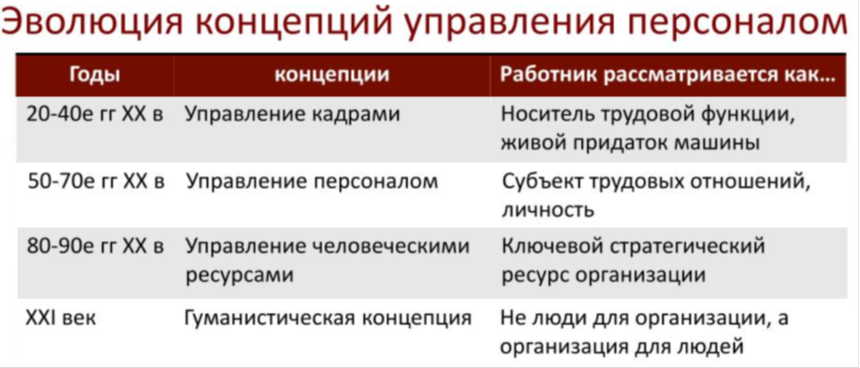 Эволюция концепций управления персоналом
Годы концепции Работник рассматривается как...
20-40е гг XX в Управление кадрами Носитель трудовой функции,
живой придаток машины
50-70е гг XX в Управление персоналом Субъект трудовых отношений,
личность
80-90е гг XX в Управление человеческими Ключевой стратегический
ресурсами ресурс организации
XXI век Гуманистическая концепция Не люди для организации, а
организация для людей